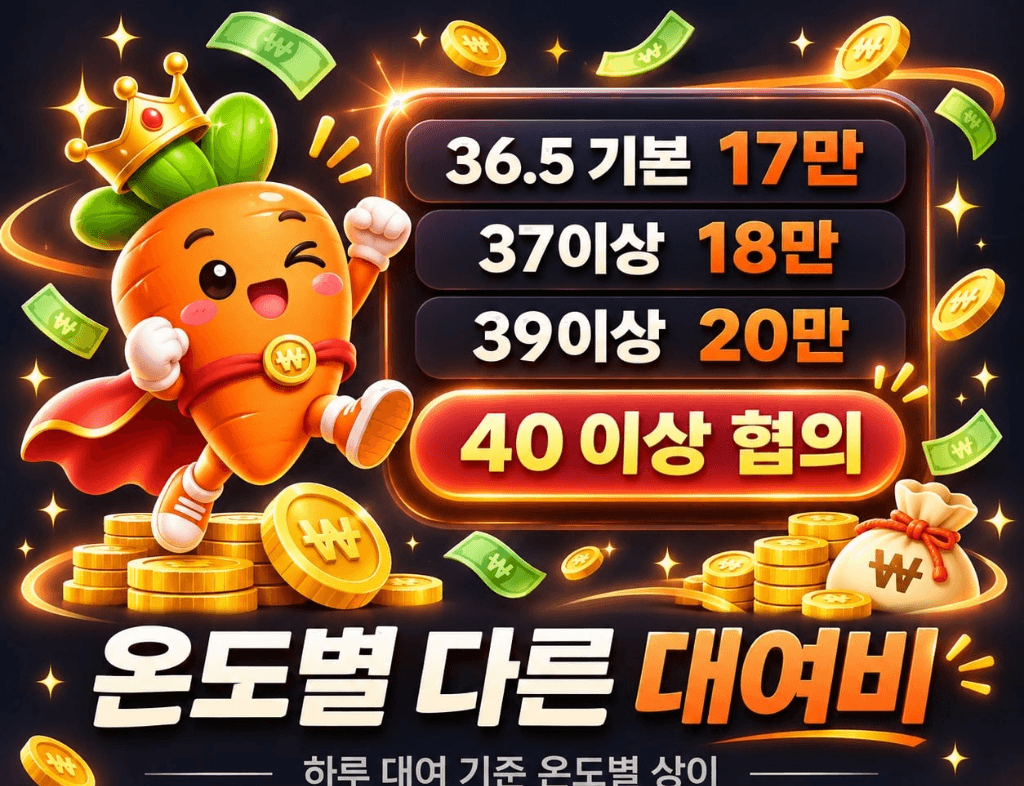 36.5 기본 17만
37이상 18만
39이상 20만
40 이상 협의
온도별 다른 대여비
하루 대여 기준 온도별 상이